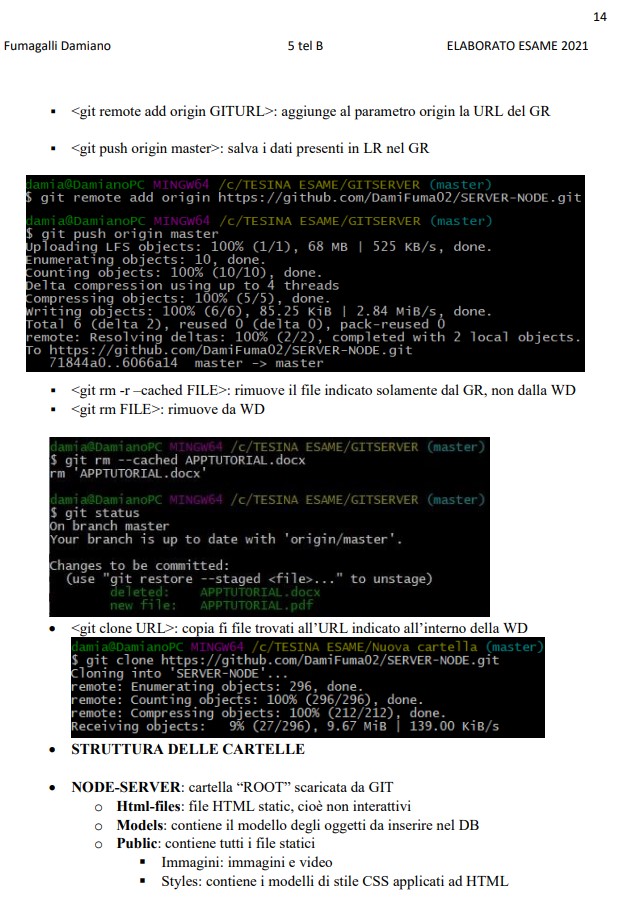 14
Fumagalli Damiano 5 tel B ELABORATO ESAME 2021
▪ <git remote add origin GITURL>: aggiunge al parametro origin la URL del GR
▪ <git push origin master>: salva i dati presenti in LR nel GR
damia@DamianoPC MINGW64 /c/TESINA ESAME/GITSERVER (master)
$ git remote add origin https://github.com/DamiFuma02/SERVER-NODE.git
damia@DamianoPC MINGW64 /c/TESINA ESAME/GITSERVER (master)
$ git push origin master
Uploading LFS objects: 100% (1/1), 68 MB | 525 KB/s, done.
Enumerating objects: 10, done.
Counting objects: 100% (10/10), done.
Delta compression using up to 4 threads
Compressing objects: 100% (5/5), done.
Writing objects: 100% (6/6), 85.25 KiB | 2.84 MiB/s, done.
Total 6 (delta 2), reused 0 (delta 0), pack-reused 0
remote: Resolving deltas: 100% (2/2), completed with 2 local objects.
To https://github.com/DamiFuma02/SERVER-NODE.git
71844a0..6066a14 master -> master
▪ <git rm -r –cached FILE>: rimuove il file indicato solamente dal GR, non dalla WD
▪ <git rm FILE>: rimuove da WD
damia@DamianoPC MINGW64 /c/TESINA ESAME/GITSERVER (master)
$ git rm --cached APPTUTORIAL.docx
rm 'APPTUTORIAL.docx'
damia@DamianoPC MINGW64 /c/TESINA ESAME/GITSERVER (master)
$ git status
On branch master
Your branch is up to date with 'origin/master'.
Changes to be committed:
(use "git restore --staged <file>..." to unstage)
deleted: APPTUTORIAL.docx
new file: APPTUTORIAL.pdf
• <git clone URL>: copia fi file trovati all’URL indicato all’interno della WD
damia@DamianoPC MINGW64 /c/TESINA ESAME/Nuova cartella (master)
$ git clone https://github.com/DamiFuma02/SERVER-NODE.git
Cloning into 'SERVER-NODE'...
remote: Enumerating objects: 296, done.
remote: Counting objects: 100% (296/296), done.
remote: Compressing objects: 100% (212/212), done.
Receiving objects: 9% (27/296), 9.67 MiB | 139.00 KiB/s
• STRUTTURA DELLE CARTELLE
• NODE-SERVER: cartella “ROOT” scaricata da GIT
o Html-files: file HTML static, cioè non interattivi
o Models: contiene il modello degli oggetti da inserire nel DB
o Public: contiene tutti i file statici
▪ Immagini: immagini e video
▪ Styles: contiene i modelli di stile CSS applicati ad HTML